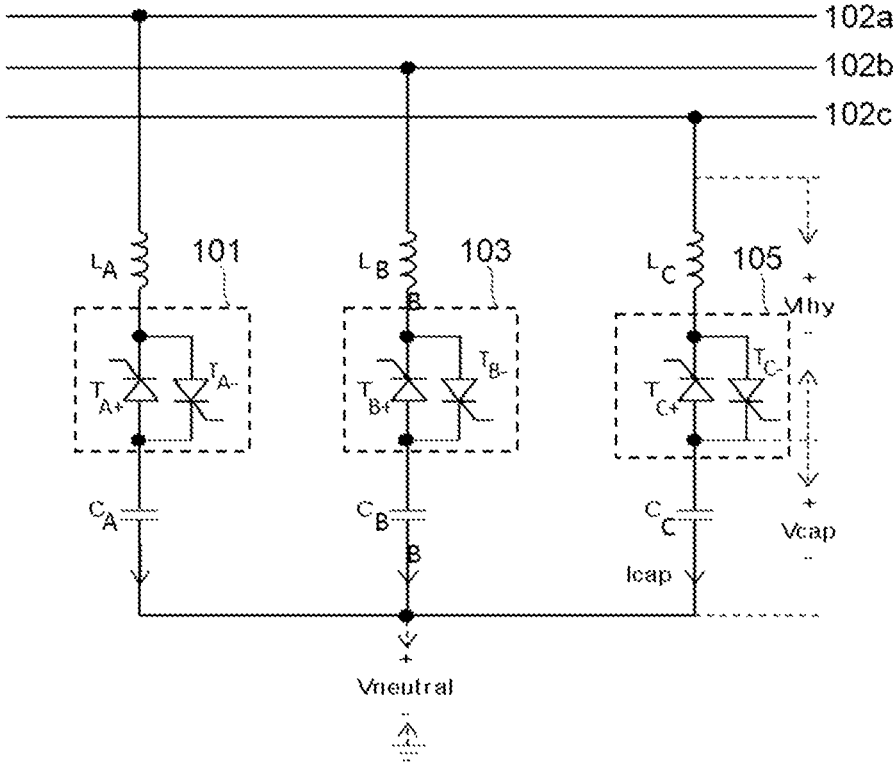 102a
102b
102c
101
103
105
LA
LB
LC
B
+
Vthy
-
TA+
TA-
TB+
TB-
TC+
TC-
CA
CB
CC
+
Vcap
-
B
Icap
+
Vneutral
-